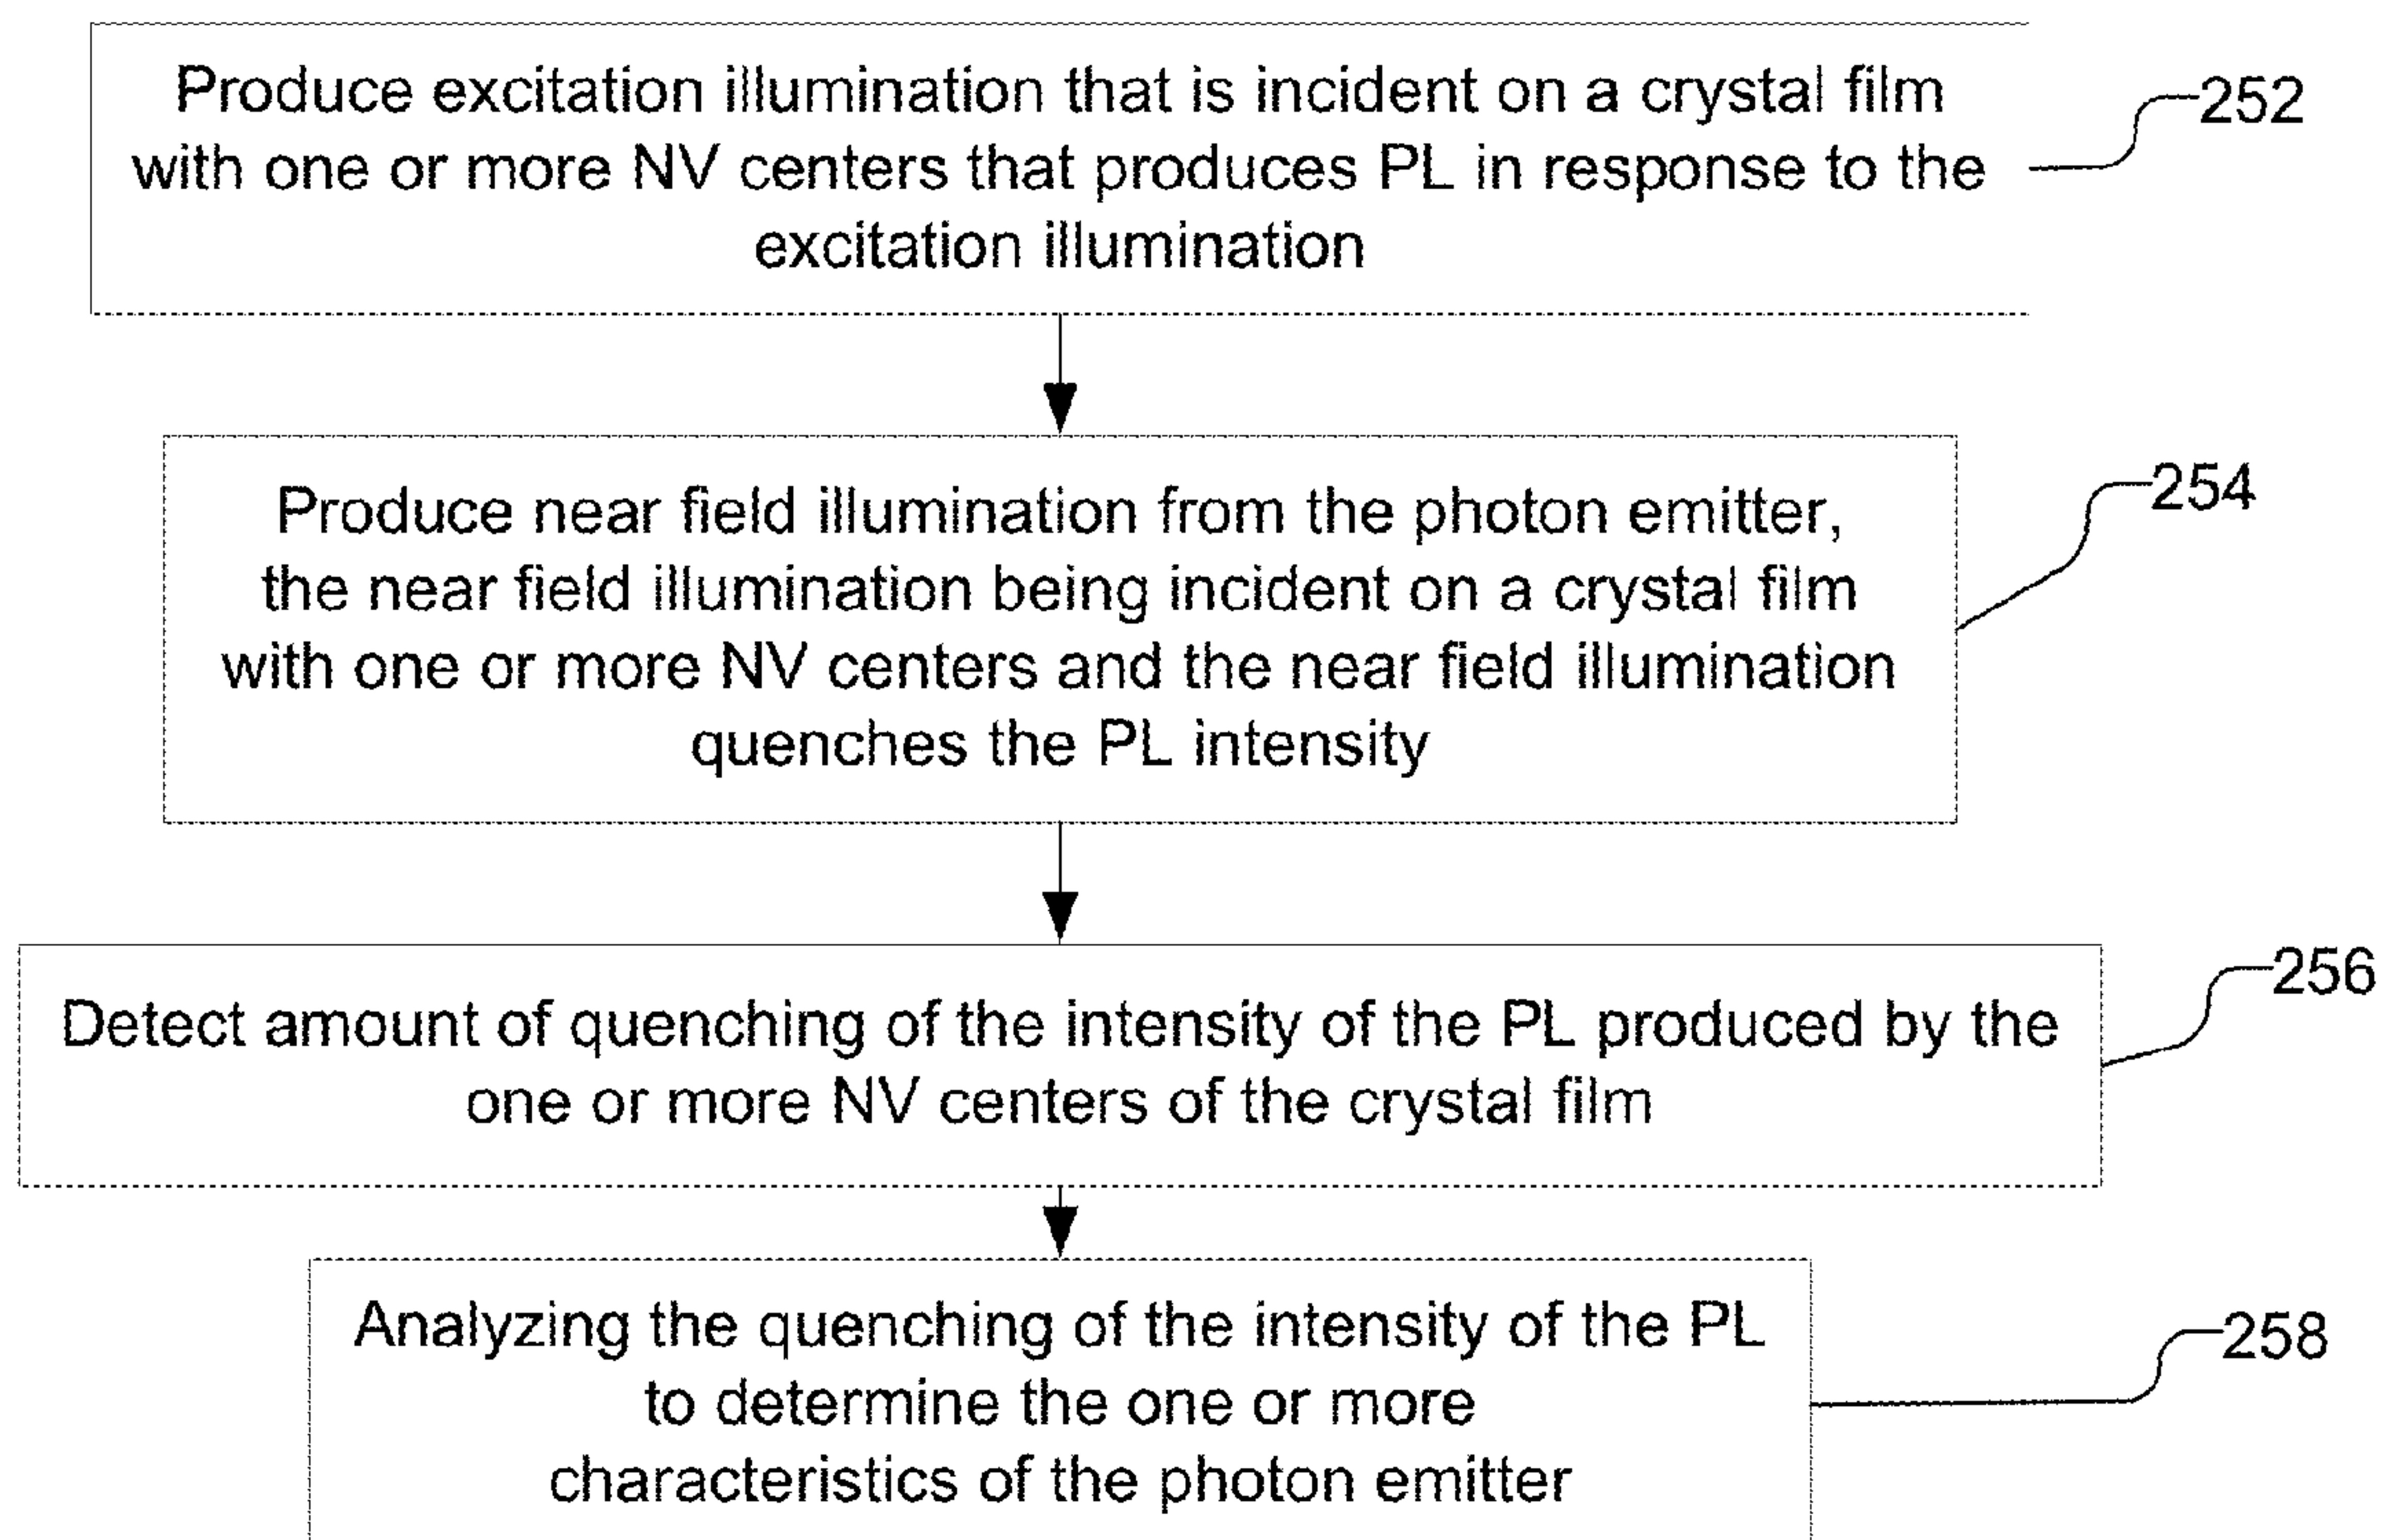 Produce excitation illumination that is incident on a crystal film
with one or more NV centers that produces PL in response to the
excitation illumination
252
Produce near field illumination from the photon emitter,
the near field illumination being incident on a crystal film
with one or more NV centers and the near field illumination
quenches the PL intensity
254
Detect amount of quenching of the intensity of the PL produced by the
one or more NV centers of the crystal film
256
Analyzing the quenching of the intensity of the PL
to determine the one or more
characteristics of the photon emitter
258